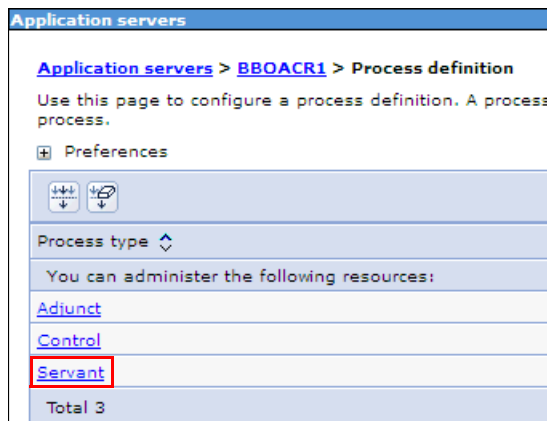 Application servers
Application servers > BBOACR1 > Process definition
Use this page to configure a process definition. A process
process.
Preferences
Process type
You can administer the following resources:
Adjunct
Control
Servant
Total 3